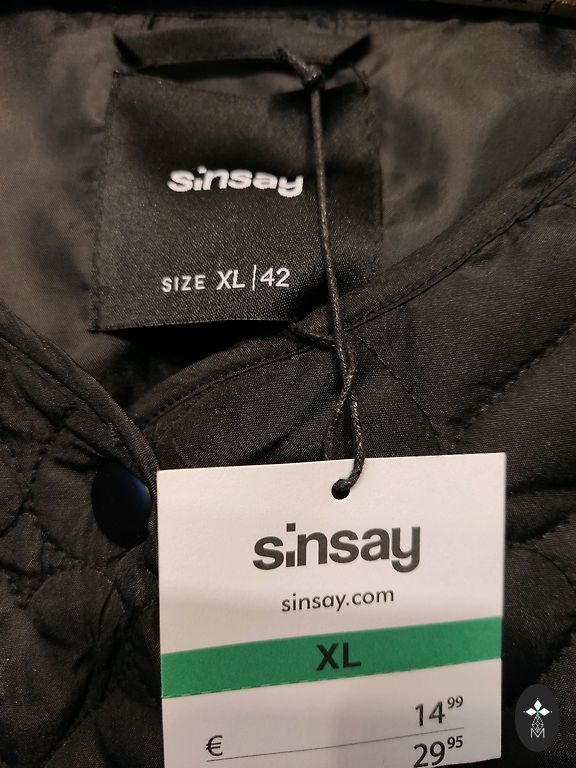 sinsay
SIZE XL | 42
sinsay
sinsay.com
XL
€ 14⁹⁹
29⁹⁵